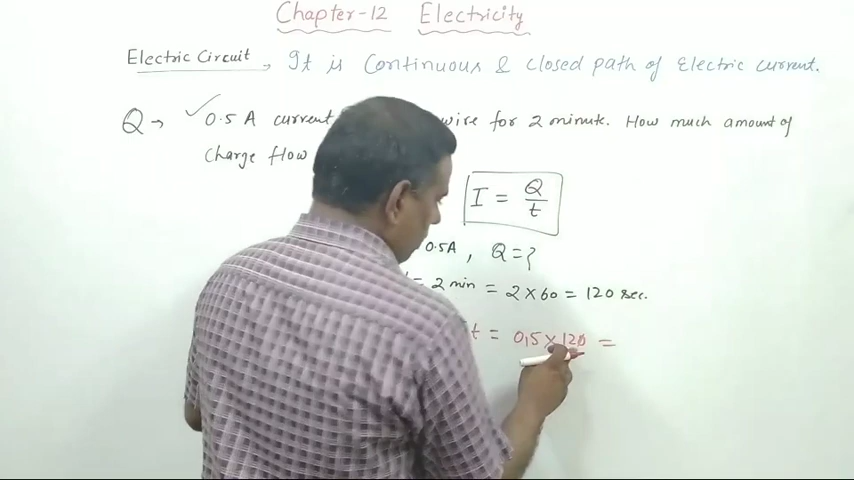 Chapter-12 Electricity
Electric Circuit → It is Continuous & closed path of Electric current.
Q → ✓ 0.5 A current wire for 2 minute. How much amount of
Charge flow
I = Q/t
0.5A, Q = ?
= 2 min = 2 × 60 = 120 sec.
t = 0.5 × 120 =